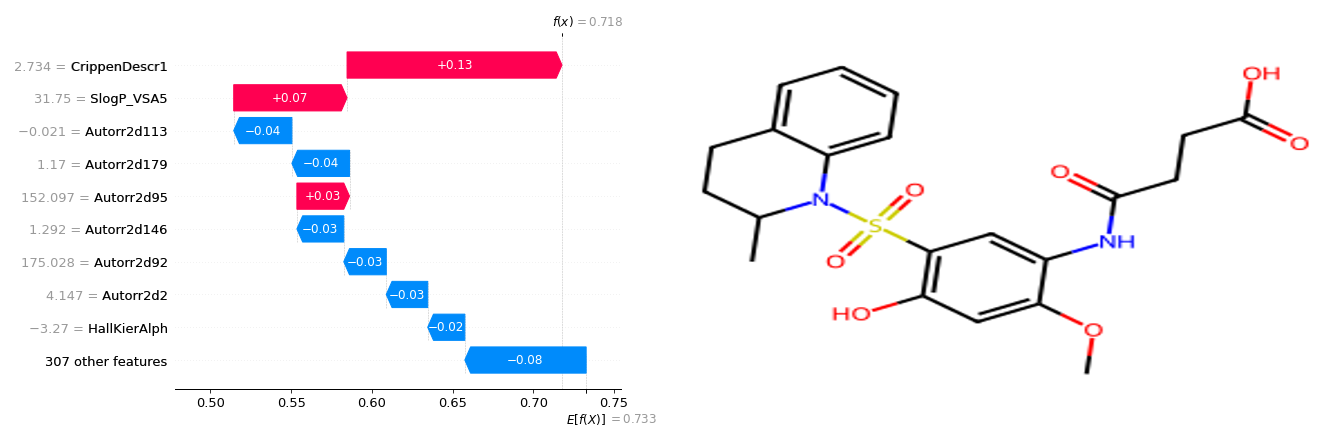 f(x) = 0.718
2.734 = CrippenDescr1
+0.13
31.75 = SlogP_VSA5
+0.07
−0.021 = Autorr2d113
−0.04
1.17 = Autorr2d179
−0.04
152.097 = Autorr2d95
+0.03
1.292 = Autorr2d146
−0.03
175.028 = Autorr2d92
−0.03
4.147 = Autorr2d2
−0.03
−3.27 = HallKierAlph
−0.02
307 other features
−0.08
0.50 0.55 0.60 0.65 0.70 0.75
E[f(X)] = 0.733
OH
O
O
NH
O
N
S
O
HO
O